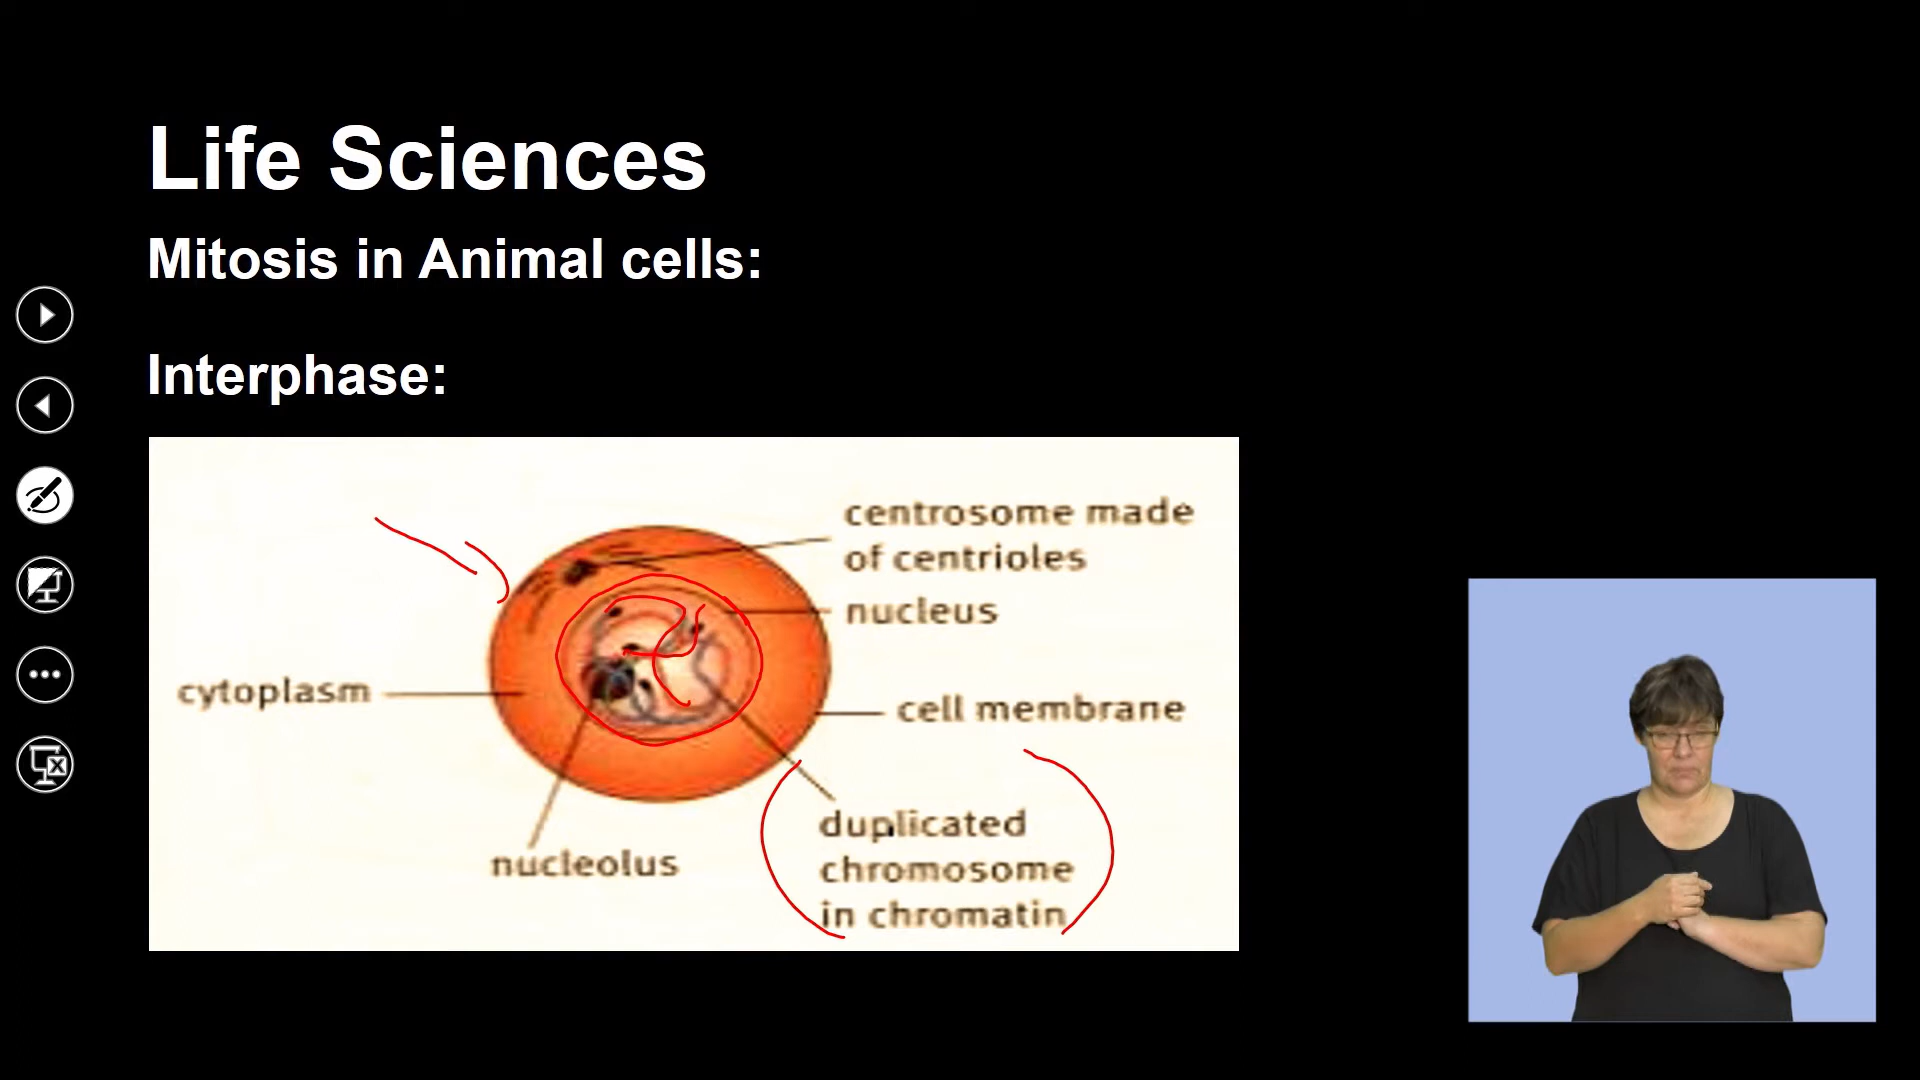 Life Sciences
Mitosis in Animal cells:
Interphase:
centrosome made
of centrioles
nucleus
cytoplasm
cell membrane
duplicated
chromosome
in chromatin
nucleolus